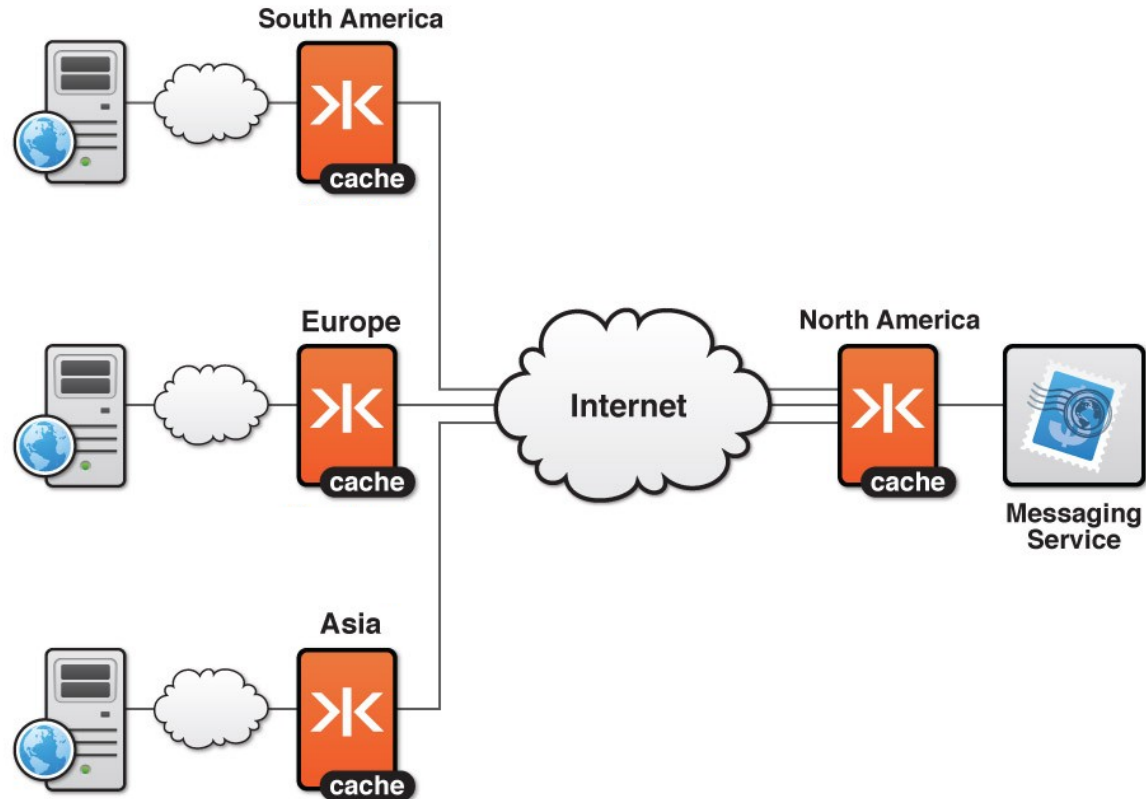 South America
cache
Europe
cache
Internet
North America
cache
Messaging
Service
Asia
cache